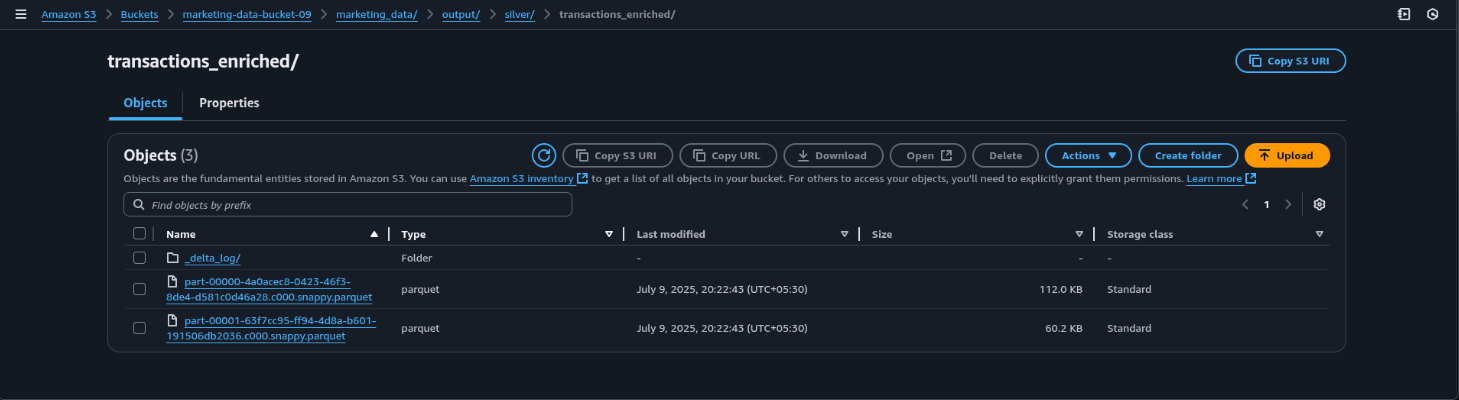 Amazon S3 > Buckets > marketing-data-bucket-09 > marketing_data/ > output/ > silver/ > transactions_enriched/
transactions_enriched/
Copy S3 URI
Objects
Properties
Objects (3)
Copy S3 URI
Copy URL
Download
Open
Delete
Actions
Create folder
Upload
Objects are the fundamental entities stored in Amazon S3. You can use Amazon S3 inventory to get a list of all objects in your bucket. For others to access your objects, you'll need to explicitly grant them permissions. Learn more
Find objects by prefix
1
Name Type Last modified Size Storage class
_delta_log/ Folder - - -
part-00000-4a0acec8-0423-46f3-
8de4-d581c0d46a28.c000.snappy.parquet
parquet July 9, 2025, 20:22:43 (UTC+05:30) 112.0 KB Standard
part-00001-63f7cc95-ff94-4d8a-b601-
191506db2036.c000.snappy.parquet
parquet July 9, 2025, 20:22:43 (UTC+05:30) 60.2 KB Standard